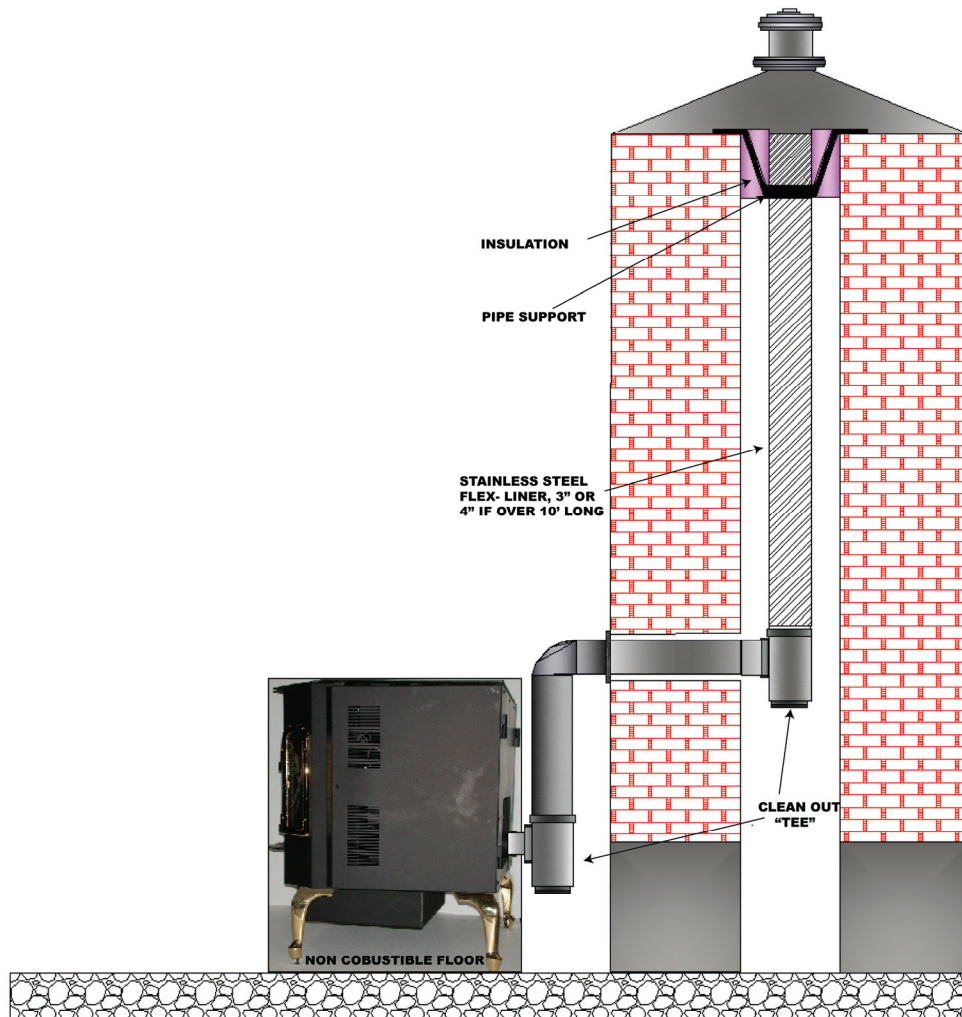 INSULATION
PIPE SUPPORT
STAINLESS STEEL
FLEX- LINER, 3” OR
4” IF OVER 10’ LONG
CLEAN OUT
“TEE”
NON COBUSTIBLE FLOOR